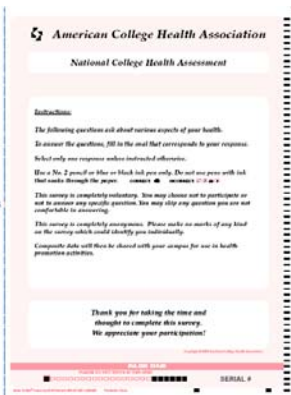 American College Health Association
National College Health Assessment
Instructions:
The following questions ask about various aspects of your health.
To answer the questions, fill in the oval that corresponds to your response.
Select only one response unless instructed otherwise.
Use a No. 2 pencil or blue or black ink pen only. Do not use pens with ink
that soaks through the paper. CORRECT INCORRECT
This survey is completely voluntary. You may choose not to participate or
not to answer any specific question. You may skip any question you are not
comfortable in answering.
This survey is completely anonymous. Please make no marks of any kind
on the survey which could identify you individually.
Composite data will then be shared with your campus for use in health
promotion activities.
Thank you for taking the time and
thought to complete this survey.
We appreciate your participation!
SERIAL #